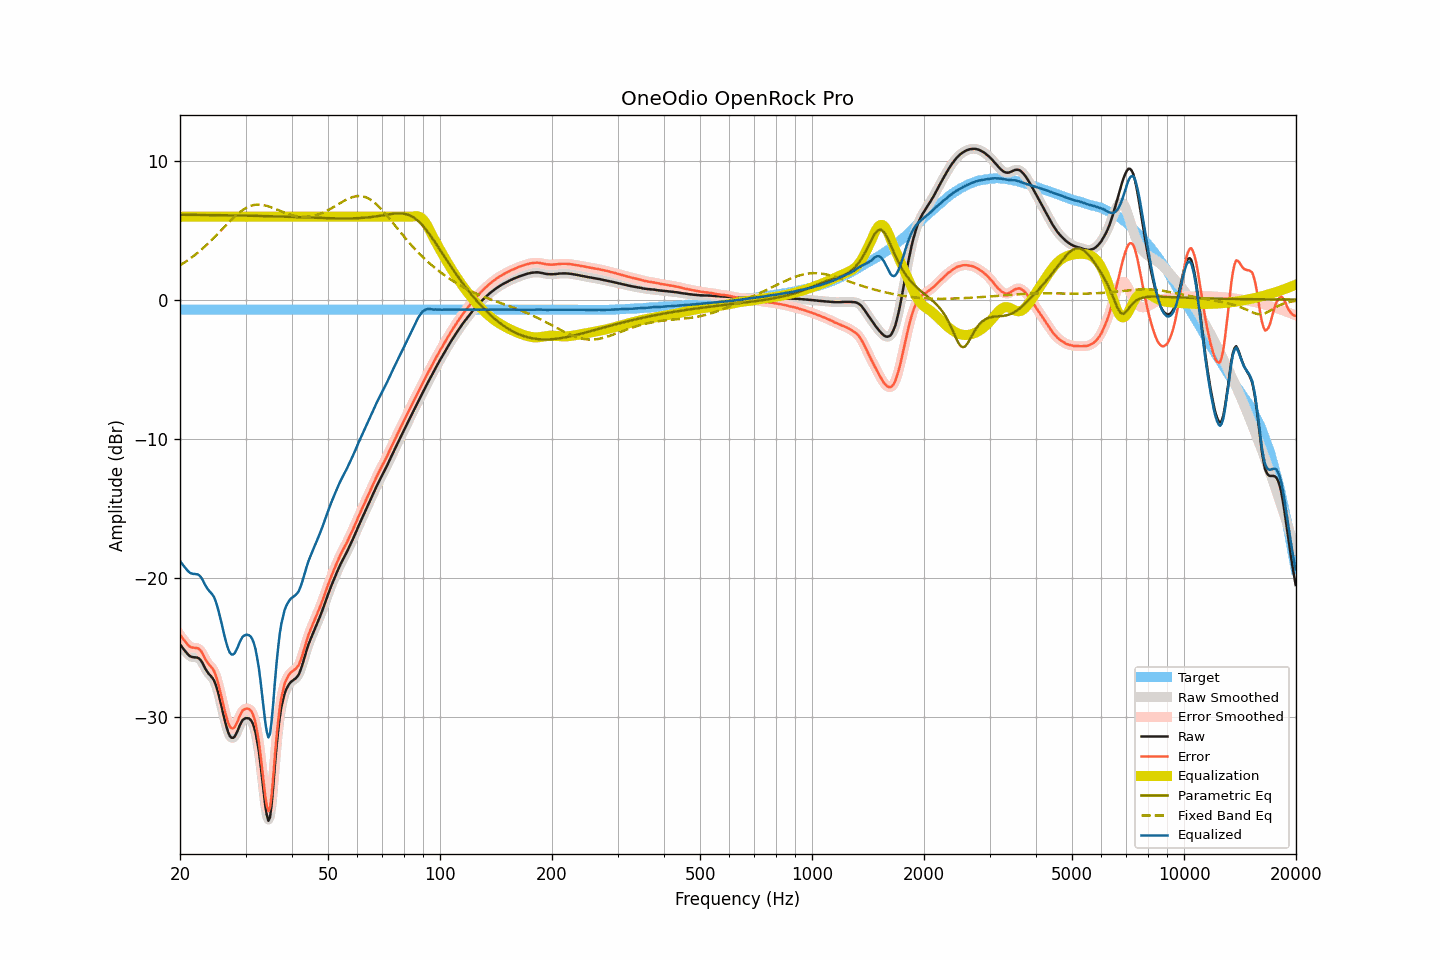 OneOdio OpenRock Pro
Amplitude (dBr)
10
0
−10
−20
−30
20
50
100
200
500
1000
2000
5000
10000
20000
Frequency (Hz)
Target
Raw Smoothed
Error Smoothed
Raw
Error
Equalization
Parametric Eq
Fixed Band Eq
Equalized